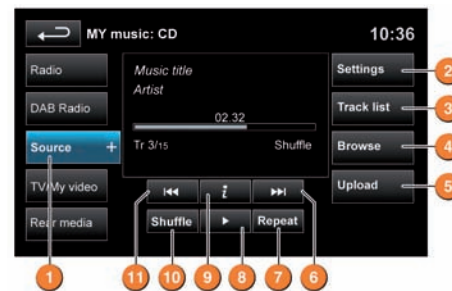 MY music: CD 10:36
Radio
DAB Radio
Source +
TV/My video
Rear media
Music title
Artist
02.32
Tr 3/15 Shuffle
i
Shuffle Repeat
Settings
Track list
Browse
Upload
2
3
4
5
1 11 10 9 8 7 6